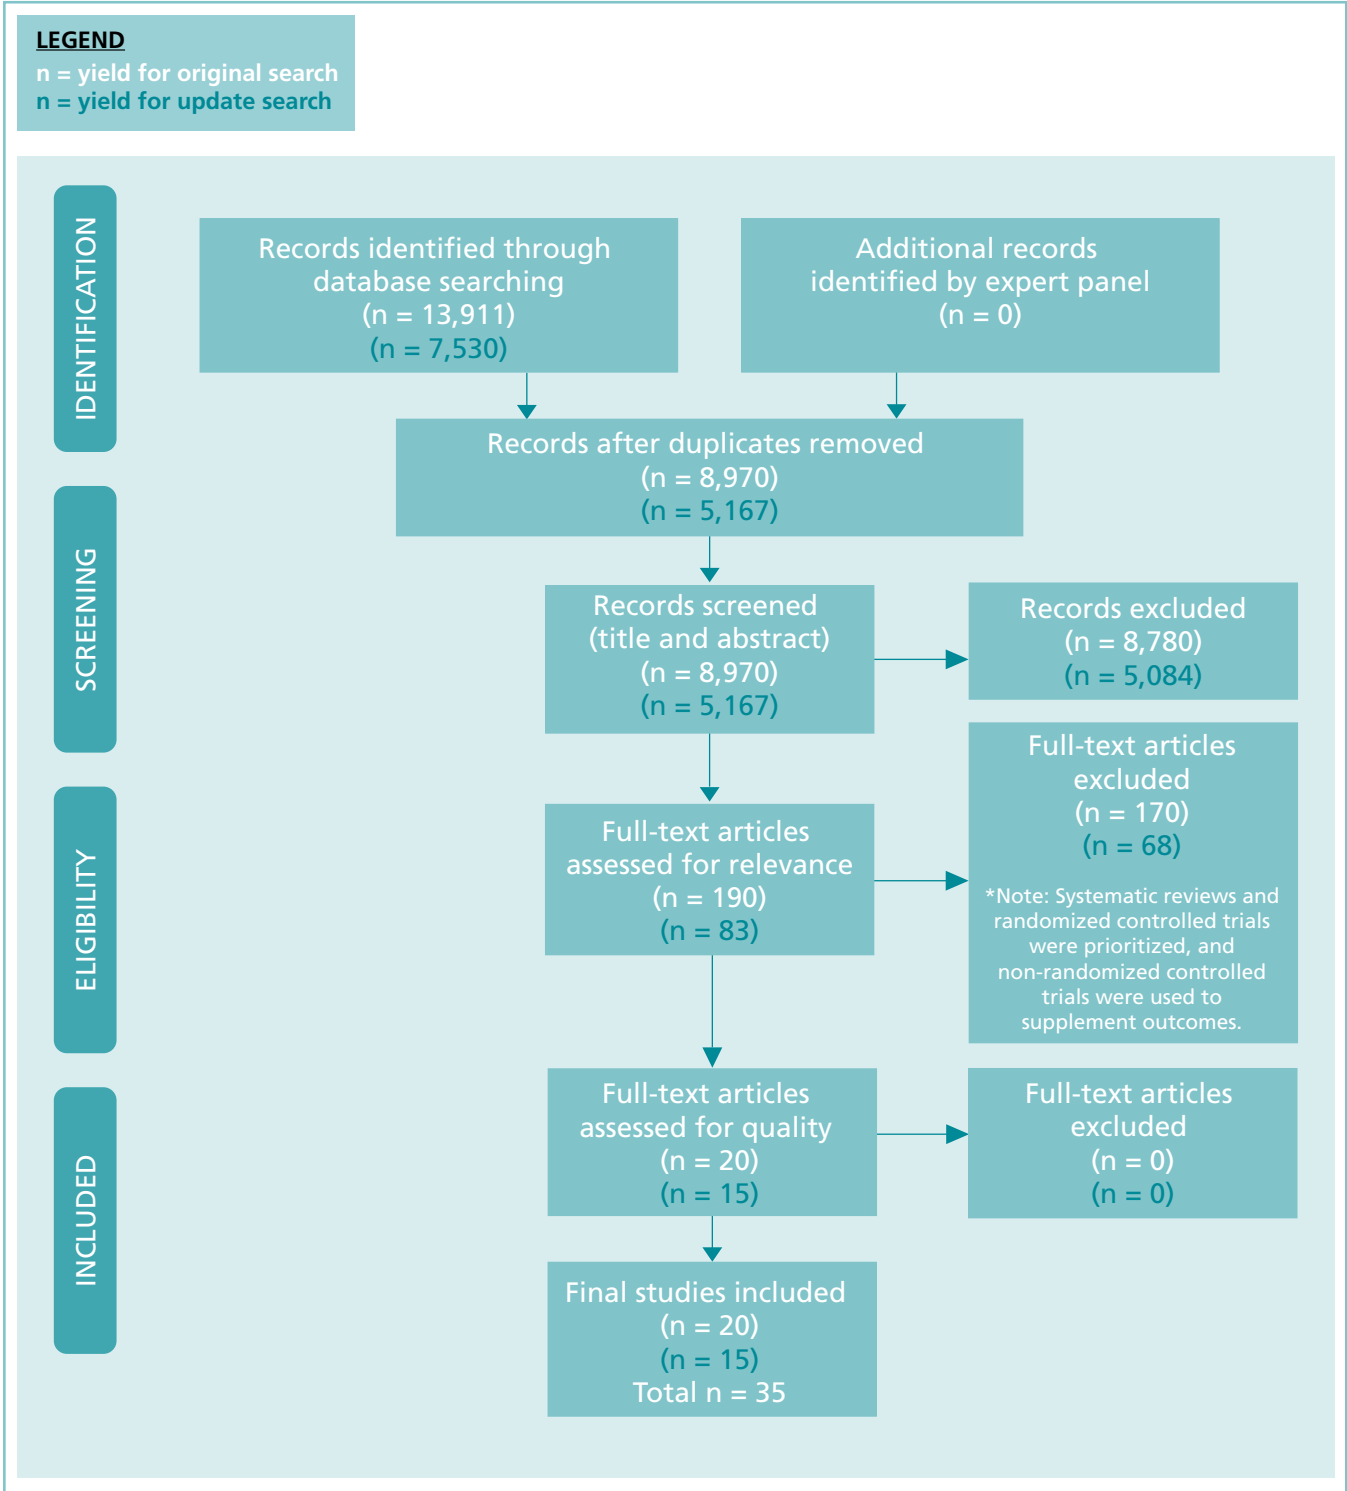 LEGEND
n = yield for original search
n = yield for update search
IDENTIFICATION
Records identified through
database searching
(n = 13,911)
(n = 7,530)
Additional records
identified by expert panel
(n = 0)
Records after duplicates removed
(n = 8,970)
(n = 5,167)
SCREENING
Records screened
(title and abstract)
(n = 8,970)
(n = 5,167)
Records excluded
(n = 8,780)
(n = 5,084)
ELIGIBILITY
Full-text articles
assessed for relevance
(n = 190)
(n = 83)
Full-text articles
excluded
(n = 170)
(n = 68)
*Note: Systematic reviews and
randomized controlled trials
were prioritized, and
non-randomized controlled
trials were used to
supplement outcomes.
INCLUDED
Full-text articles
assessed for quality
(n = 20)
(n = 15)
Full-text articles
excluded
(n = 0)
(n = 0)
Final studies included
(n = 20)
(n = 15)
Total n = 35